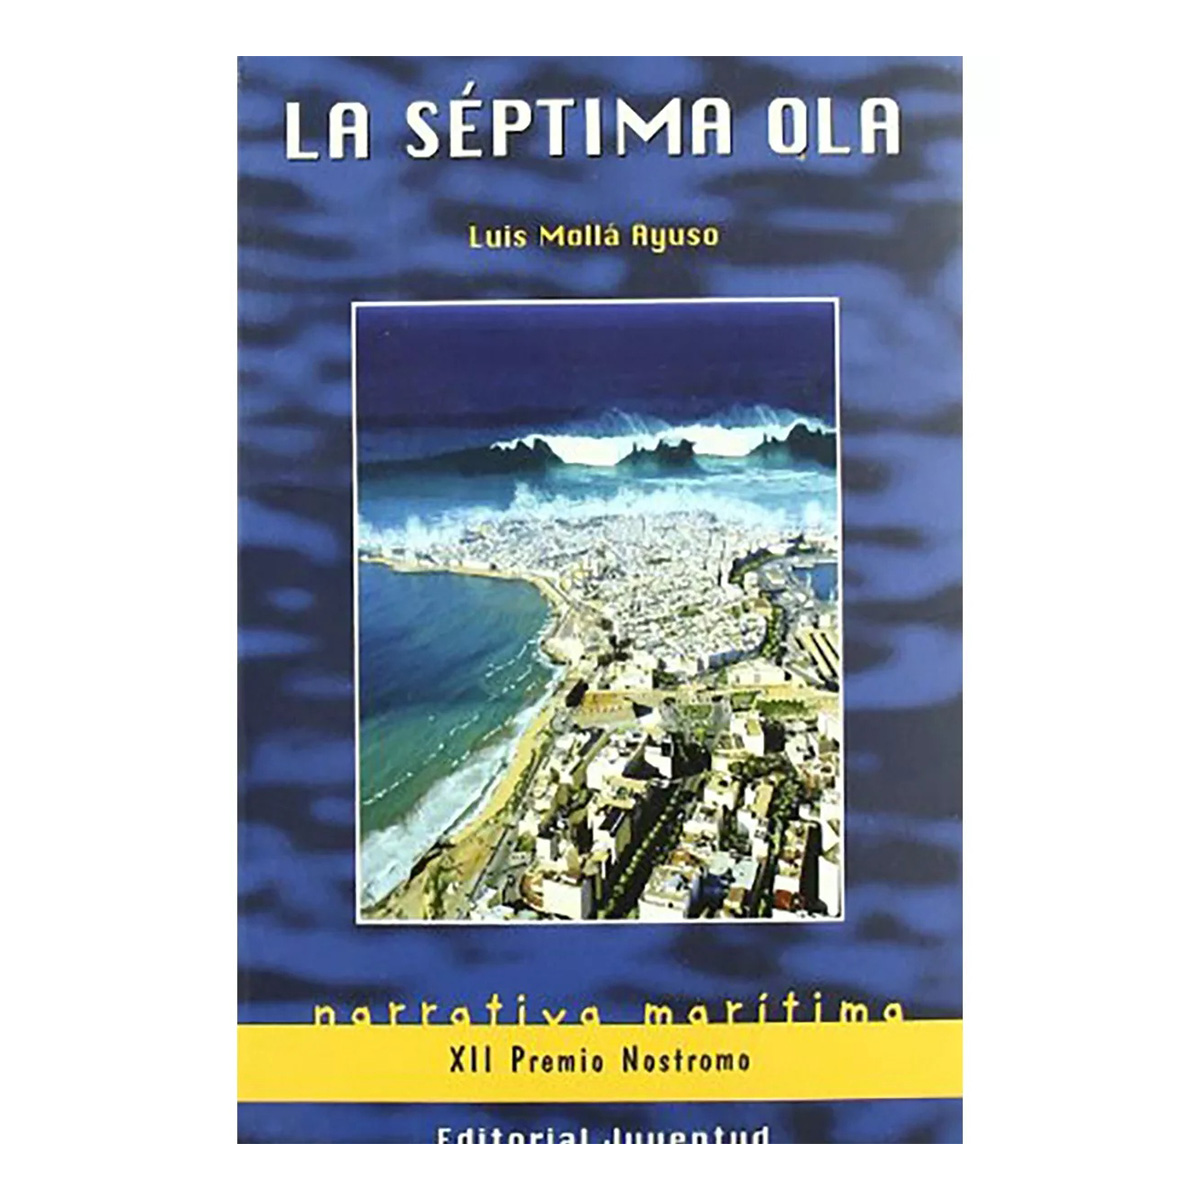 LA SÉPTIMA OLA
Luis Mollá Ayuso
narrativa marítima
XII Premio Nostromo
Editorial Juventud